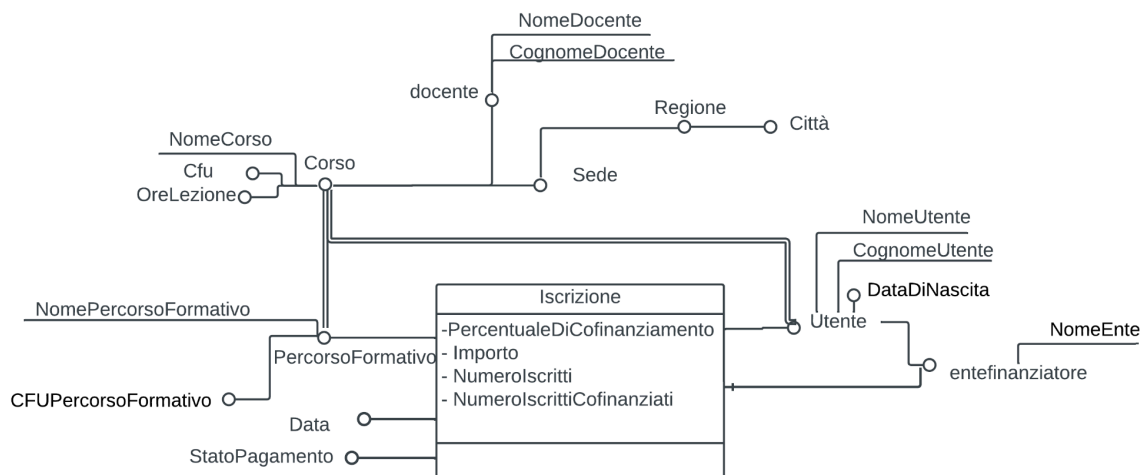 NomeDocente
CognomeDocente
docente
Regione
Città
NomeCorso
Corso
Cfu
Sede
OreLezione
NomeUtente
CognomeUtente
DataDiNascita
Iscrizione
NomePercorsoFormativo
Utente
NomeEnte
-PercentualeDiCofinanziamento
PercorsoFormativo
- Importo
entefinanziatore
- NumeroIscritti
CFUPercorsoFormativo
- NumeroIscrittiCofinanziati
Data
StatoPagamento